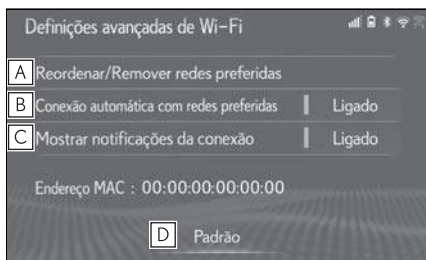 Definições avançadas de Wi-Fi
A Reordenar/Remover redes preferidas
B Conexão automática com redes preferidas Ligado
C Mostrar notificações da conexão Ligado
Endereço MAC : 00:00:00:00:00:00
D Padrão